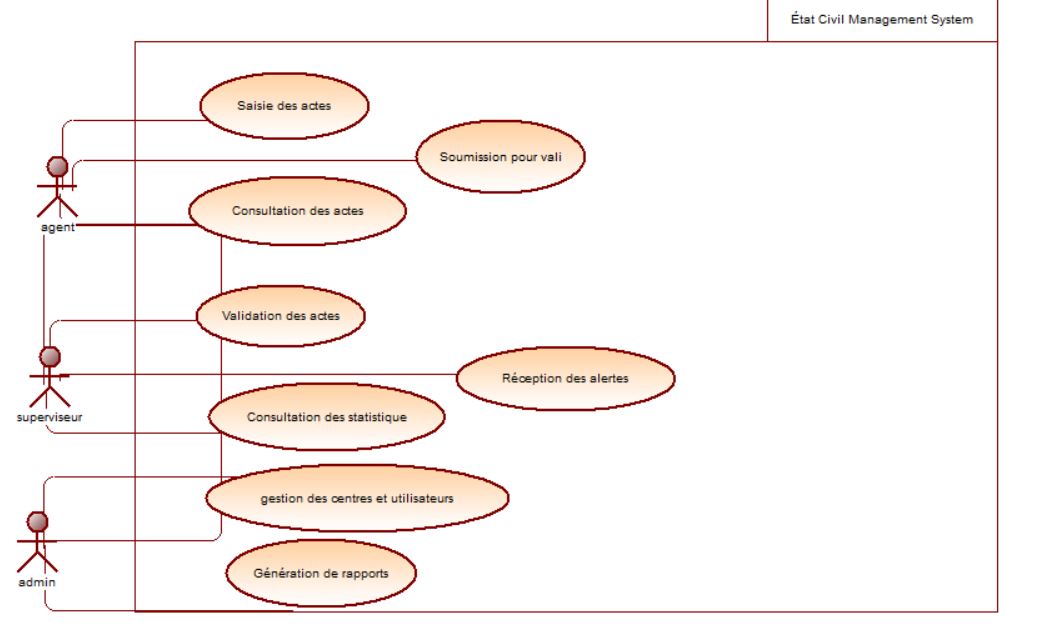 État Civil Management System
Saisie des actes
Soumission pour vali
Consultation des actes
agent
Validation des actes
Réception des alertes
superviseur
Consultation des statistique
gestion des centres et utilisateurs
Génération de rapports
admin